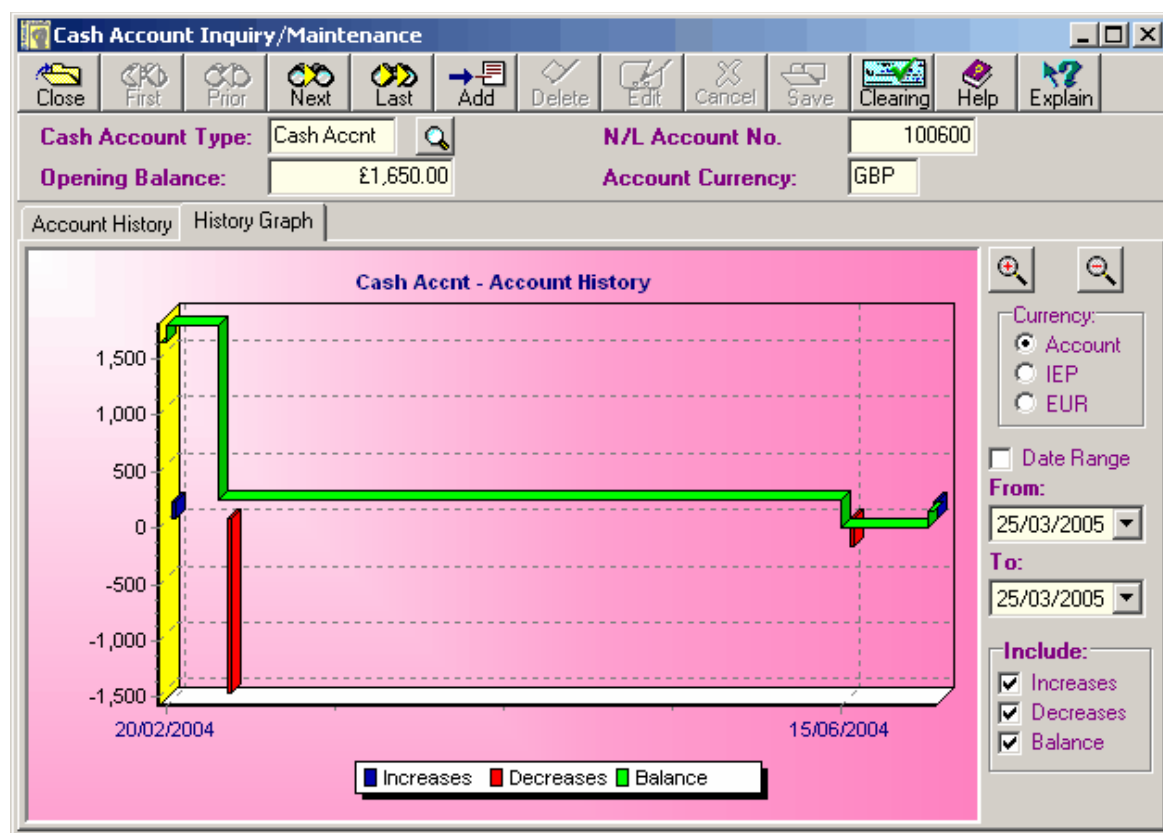 Cash Account Inquiry/Maintenance
Close First Prior Next Last Add Delete Edit Cancel Save Clearing Help Explain
Cash Account Type: Cash Accnt N/L Account No. 100600
Opening Balance: £1,650.00 Account Currency: GBP
Account History History Graph
Cash Accnt - Account History
1,500
1,000
500
0
-500
-1,000
-1,500
20/02/2004 15/06/2004
Increases Decreases Balance
Currency:
Account
IEP
EUR
Date Range
From:
25/03/2005
To:
25/03/2005
Include:
Increases
Decreases
Balance